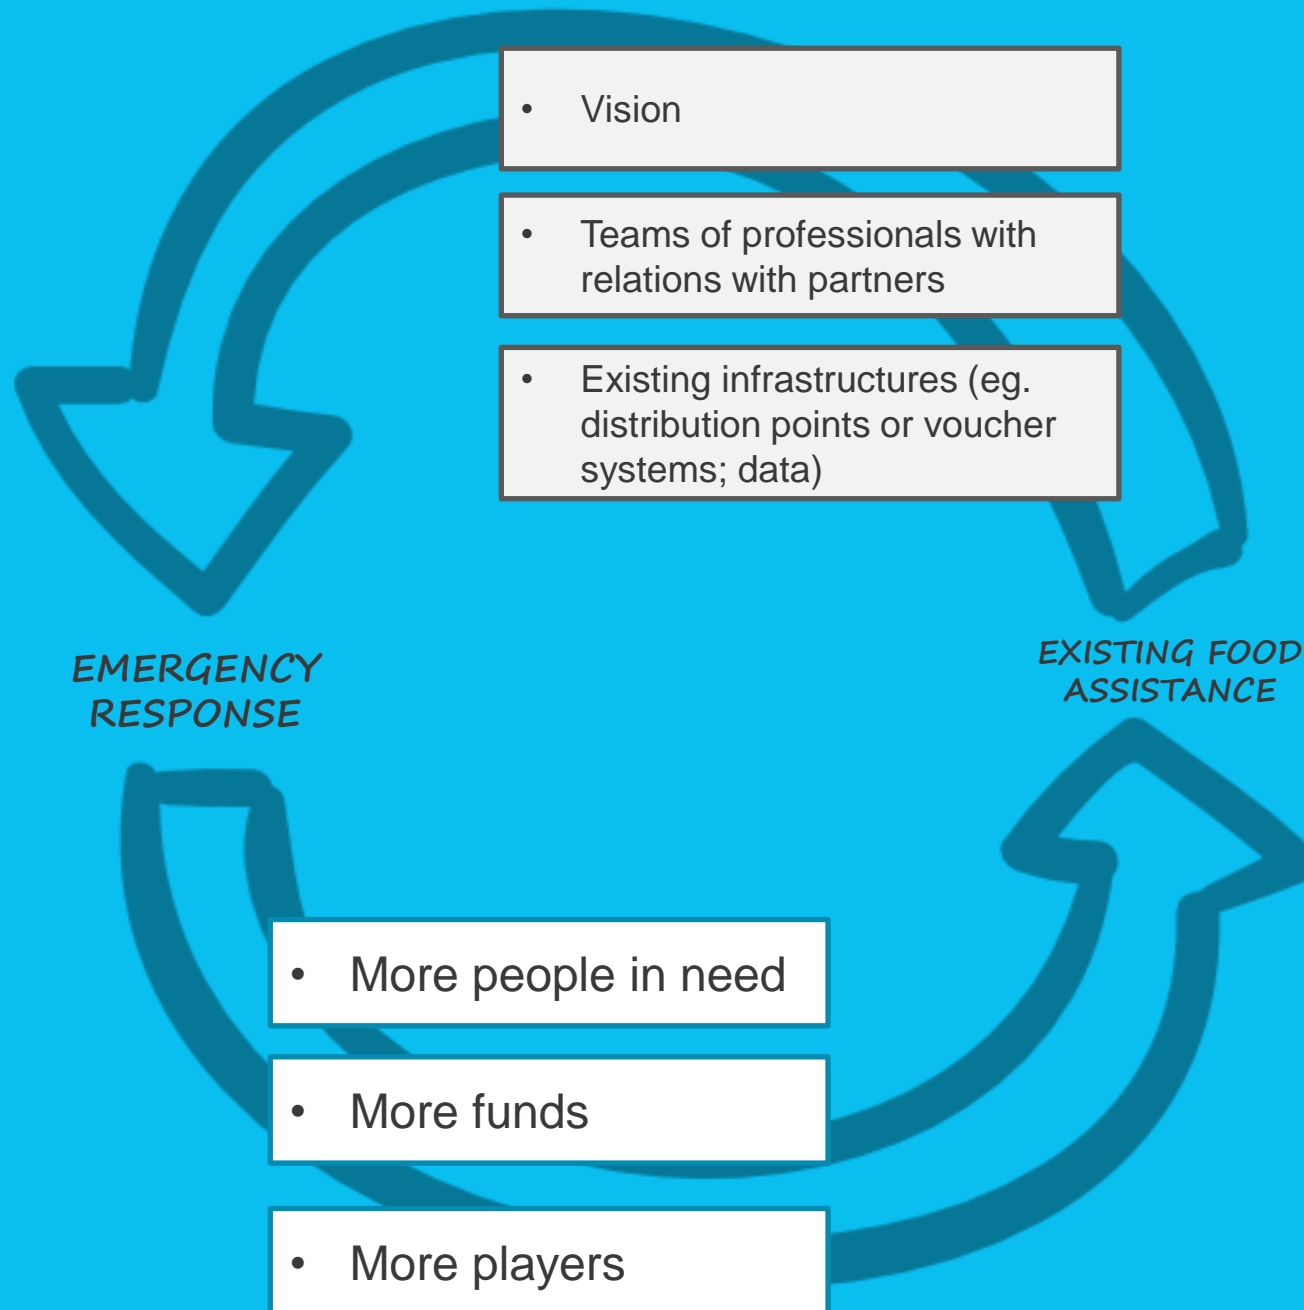 • Vision
• Teams of professionals with
relations with partners
• Existing infrastructures (eg.
distribution points or voucher
systems; data)
EMERGENCY
RESPONSE
EXISTING FOOD
ASSISTANCE
• More people in need
• More funds
• More players